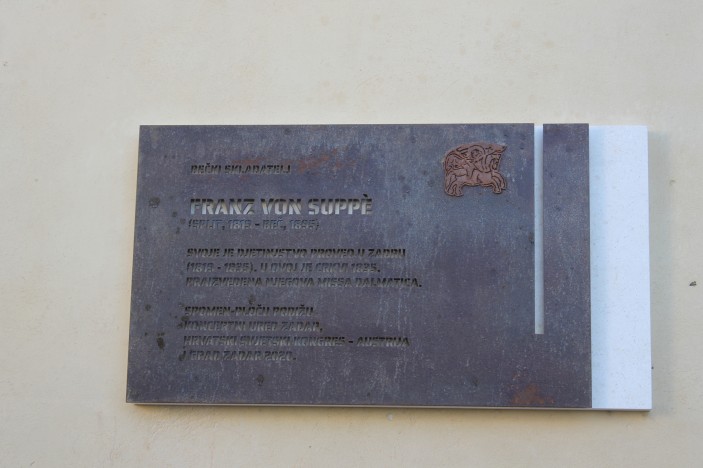 BEČKI SKLADATELJ
FRANZ VON SUPPÈ
(SPLIT, 1819 - BEČ, 1895)
SVOJE JE DJETINJSTVO PROVEO U ZADRU
(1819 - 1835). U OVOJ JE CRKVI 1835.
PRAIZVEDENA NJEGOVA MISSA DALMATICA.
SPOMEN-PLOČU PODIŽU,
KONCERTNI URED ZADAR,
HRVATSKI SVJETSKI KONGRES - AUSTRIJA
I GRAD ZADAR 2020.